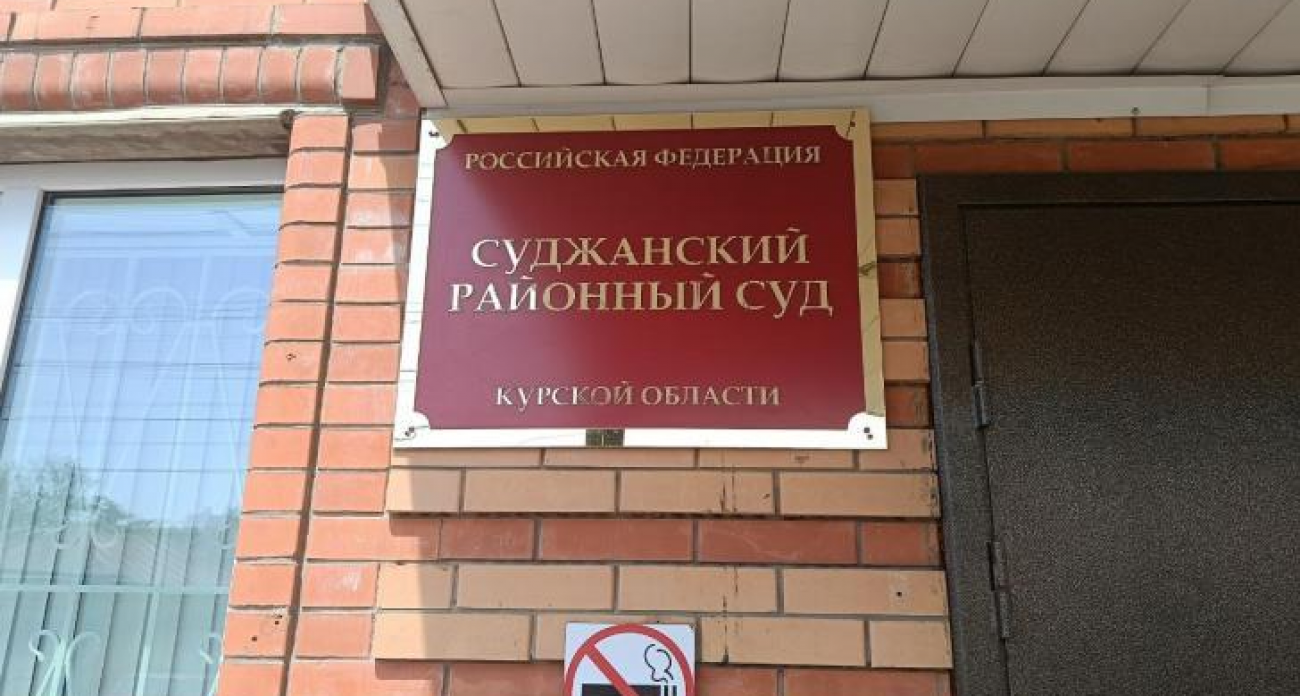 РОССИЙСКАЯ ФЕДЕРАЦИЯ
СУДЖАНСКИЙ
РАЙОННЫЙ СУД
КУРСКОЙ ОБЛАСТИ